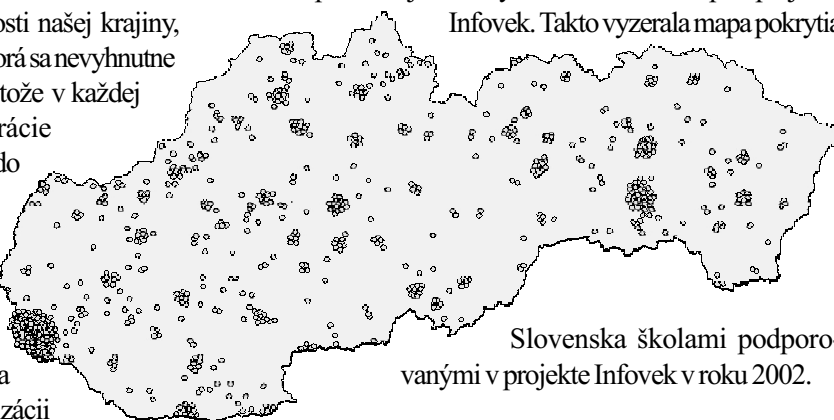 osti našej krajiny,
orá sa nevyhnutne
tože v každej
rácie
do
a
zácii
Infovek. Takto vyzerala mapa pokrytia
Slovenska školami podporo-
vanými v projekte Infovek v roku 2002.